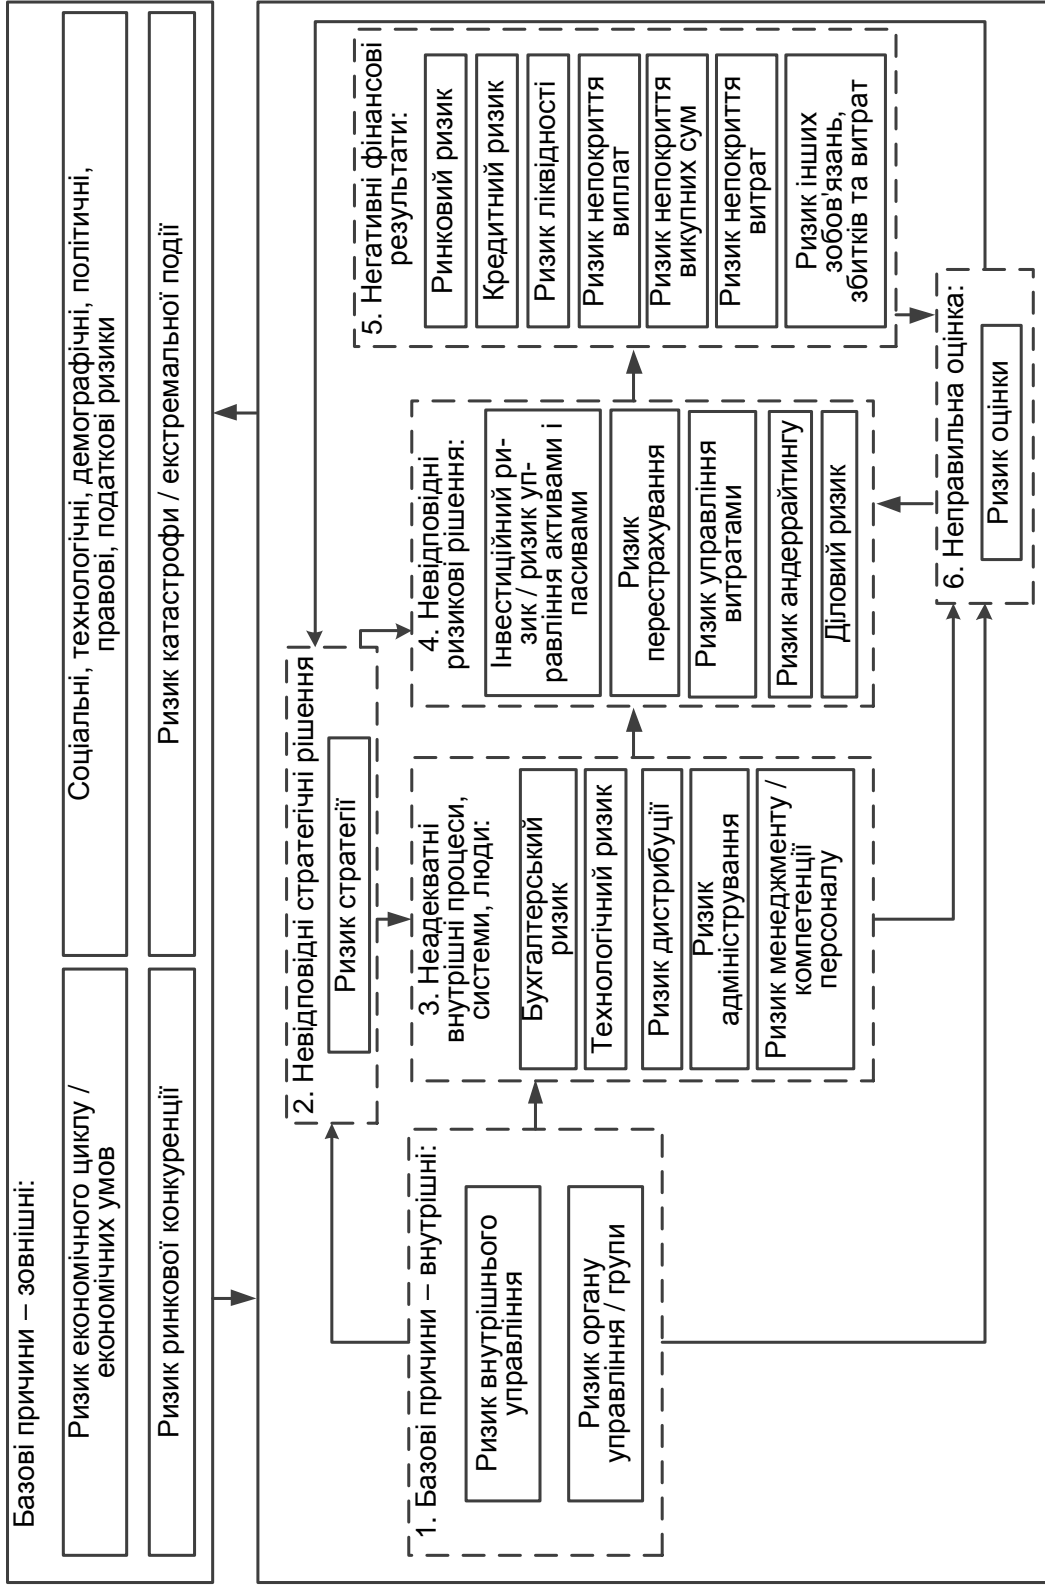 Базові причини – зовнішні:
Ризик економічного циклу /
економічних умов
Соціальні, технологічні, демографічні, політичні,
правові, податкові ризики
Ризик ринкової конкуренції
Ризик катастрофи / екстремальної події
1. Базові причини – внутрішні:
Ризик внутрішнього
управління
Ризик органу
управління / групи
2. Невідповідні стратегічні рішення
Ризик стратегії
3. Неадекватні
внутрішні процеси,
системи, люди:
Бухгалтерський
ризик
Технологічний ризик
Ризик дистрибуції
Ризик
адміністрування
Ризик менеджменту /
компетенції
персоналу
4. Невідповідні
ризикові рішення:
Інвестиційний ри-
зик / ризик уп-
равління активами і
пасивами
Ризик
перестрахування
Ризик управління
витратами
Ризик андеррайтингу
Діловий ризик
5. Негативні фінансові
результати:
Ринковий ризик
Кредитний ризик
Ризик ліквідності
Ризик непокриття
виплат
Ризик непокриття
викупних сум
Ризик непокриття
витрат
Ризик інших
зобов'язань,
збитків та витрат
6. Неправильна оцінка:
Ризик оцінки